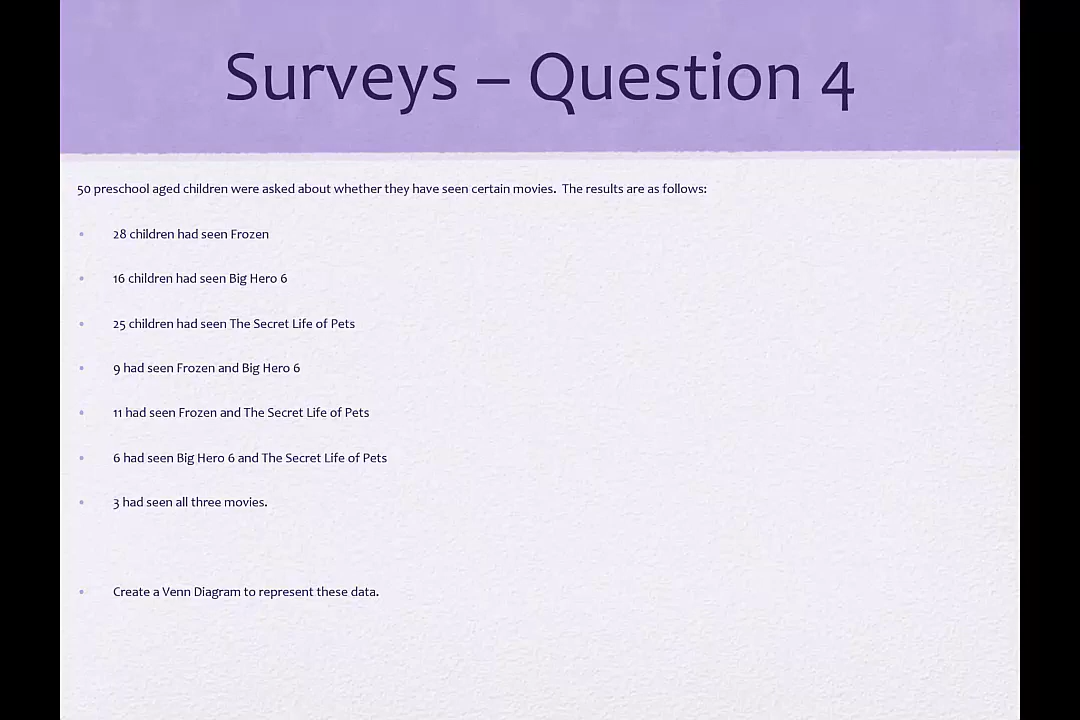 Surveys – Question 4
50 preschool aged children were asked about whether they have seen certain movies.  The results are as follows:
• 28 children had seen Frozen
• 16 children had seen Big Hero 6
• 25 children had seen The Secret Life of Pets
• 9 had seen Frozen and Big Hero 6
• 11 had seen Frozen and The Secret Life of Pets
• 6 had seen Big Hero 6 and The Secret Life of Pets
• 3 had seen all three movies.
• Create a Venn Diagram to represent these data.